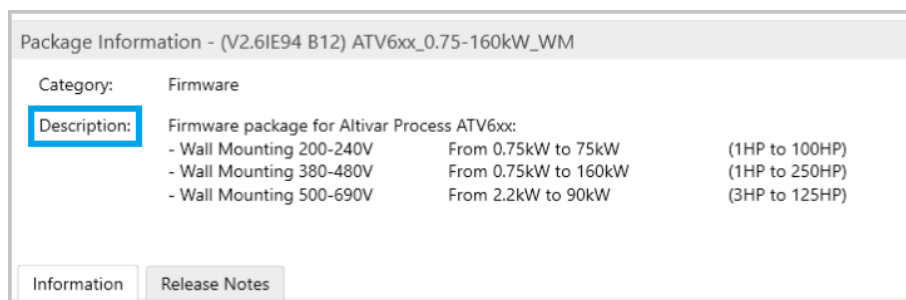 Package Information - (V2.6IE94 B12) ATV6xx_0.75-160kW_WM
Category: Firmware
Description: Firmware package for Altivar Process ATV6xx:
- Wall Mounting 200-240V From 0.75kW to 75kW (1HP to 100HP)
- Wall Mounting 380-480V From 0.75kW to 160kW (1HP to 250HP)
- Wall Mounting 500-690V From 2.2kW to 90kW (3HP to 125HP)
Information Release Notes